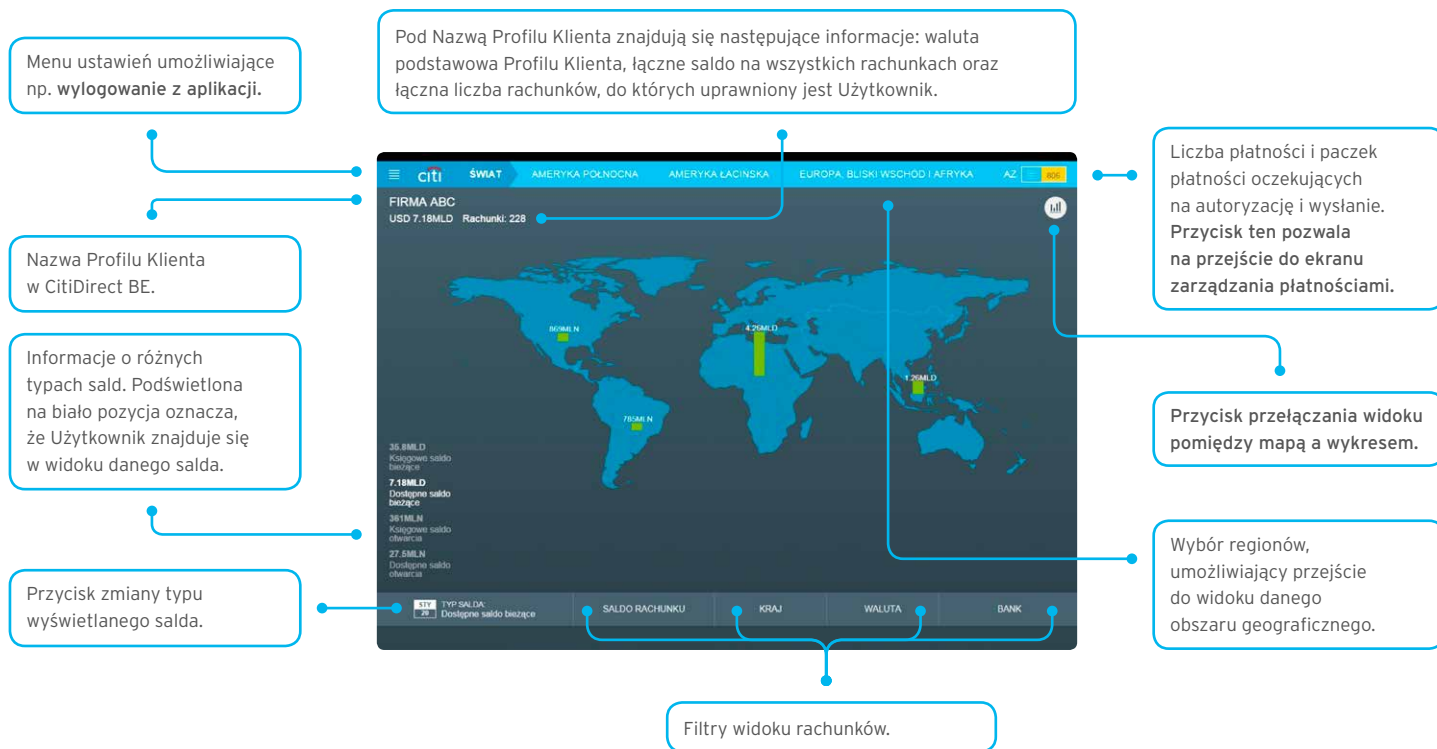 Menu ustawień umożliwiające
np. wylogowanie z aplikacji.
Pod Nazwą Profilu Klienta znajdują się następujące informacje: waluta
podstawowa Profilu Klienta, łączne saldo na wszystkich rachunkach oraz
łączna liczba rachunków, do których uprawniony jest Użytkownik.
Liczba płatności i paczek
płatności oczekujących
na autoryzację i wysłanie.
Przycisk ten pozwala
na przejście do ekranu
zarządzania płatnościami.
Nazwa Profilu Klienta
w CitiDirect BE.
Informacje o różnych
typach sald. Podświetlona
na biało pozycja oznacza,
że Użytkownik znajduje się
w widoku danego salda.
Przycisk zmiany typu
wyświetlanego salda.
citi ŚWIAT AMERYKA PÓŁNOCNA AMERYKA ŁACIŃSKA EUROPA, BLISKI WSCHÓD I AFRYKA AZ 806
FIRMA ABC
USD 7.18MLD Rachunki: 228
869MLN
4.26MLD
1.26MLD
785MLN
35.8MLD
Księgowe saldo
bieżące
7.18MLD
Dostępne saldo
bieżące
361MLN
Księgowe saldo
otwarcia
27.5MLN
Dostępne saldo
otwarcia
STY
20
TYP SALDA:
Dostępne saldo bieżące
SALDO RACHUNKU KRAJ WALUTA BANK
Przycisk przełączania widoku
pomiędzy mapą a wykresem.
Wybór regionów,
umożliwiający przejście
do widoku danego
obszaru geograficznego.
Filtry widoku rachunków.